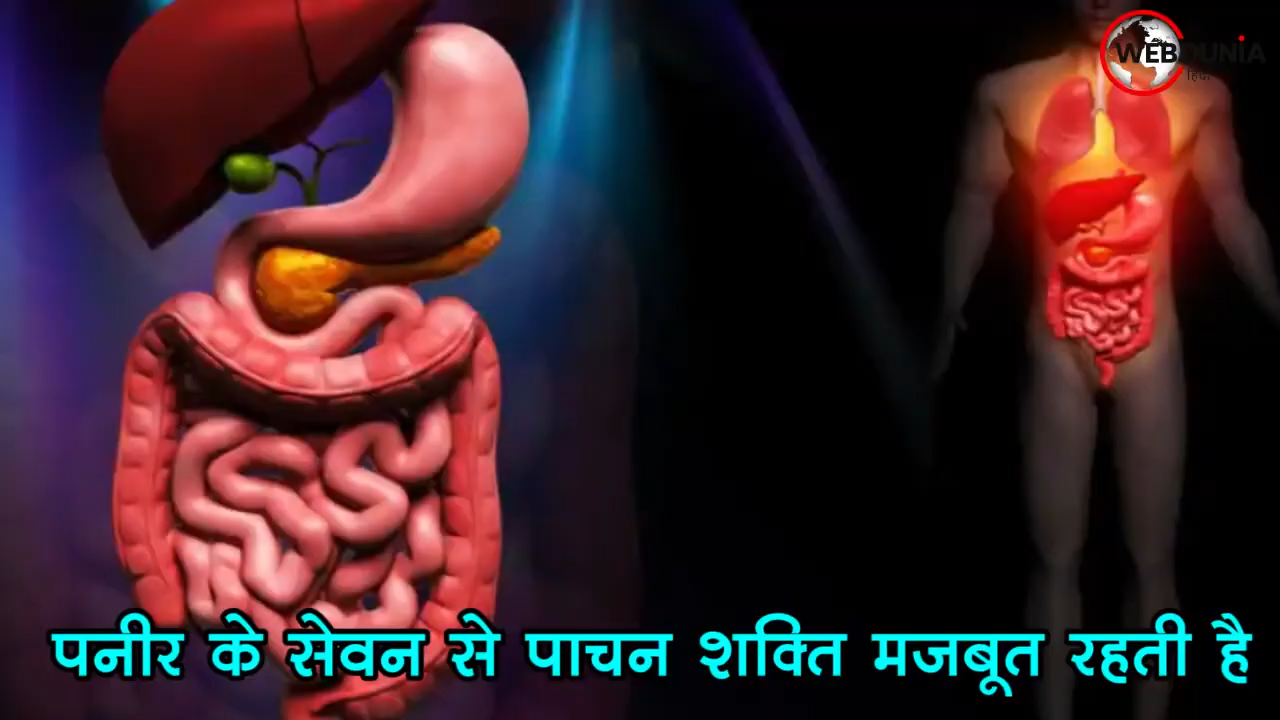 WEBDUNIA
हिंदी
पनीर के सेवन से पाचन शक्ति मजबूत रहती है